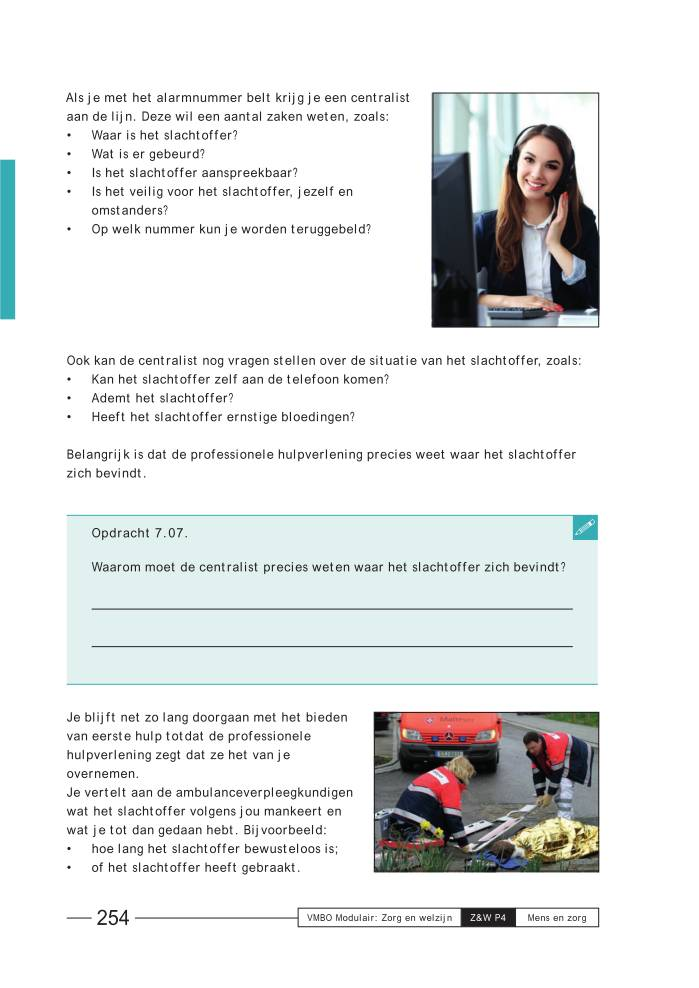 Als je met het alarmnummer belt krijg je een centralist
aan de lijn. Deze wil een aantal zaken weten, zoals:
• Waar is het slachtoffer?
• Wat is er gebeurd?
• Is het slachtoffer aanspreekbaar?
• Is het veilig voor het slachtoffer, jezelf en
omstanders?
• Op welk nummer kun je worden teruggebeld?
Ook kan de centralist nog vragen stellen over de situatie van het slachtoffer, zoals:
• Kan het slachtoffer zelf aan de telefoon komen?
• Ademt het slachtoffer?
• Heeft het slachtoffer ernstige bloedingen?
Belangrijk is dat de professionele hulpverlening precies weet waar het slachtoffer
zich bevindt.
Opdracht 7.07.
Waarom moet de centralist precies weten waar het slachtoffer zich bevindt?
Je blijft net zo lang doorgaan met het bieden
van eerste hulp totdat de professionele
hulpverlening zegt dat ze het van je
overnemen.
Je vertelt aan de ambulanceverpleegkundigen
wat het slachtoffer volgens jou mankeert en
wat je tot dan gedaan hebt. Bijvoorbeeld:
• hoe lang het slachtoffer bewusteloos is;
• of het slachtoffer heeft gebraakt.
Malteser
254
VMBO Modulair: Zorg en welzijn
Z&W P4
Mens en zorg